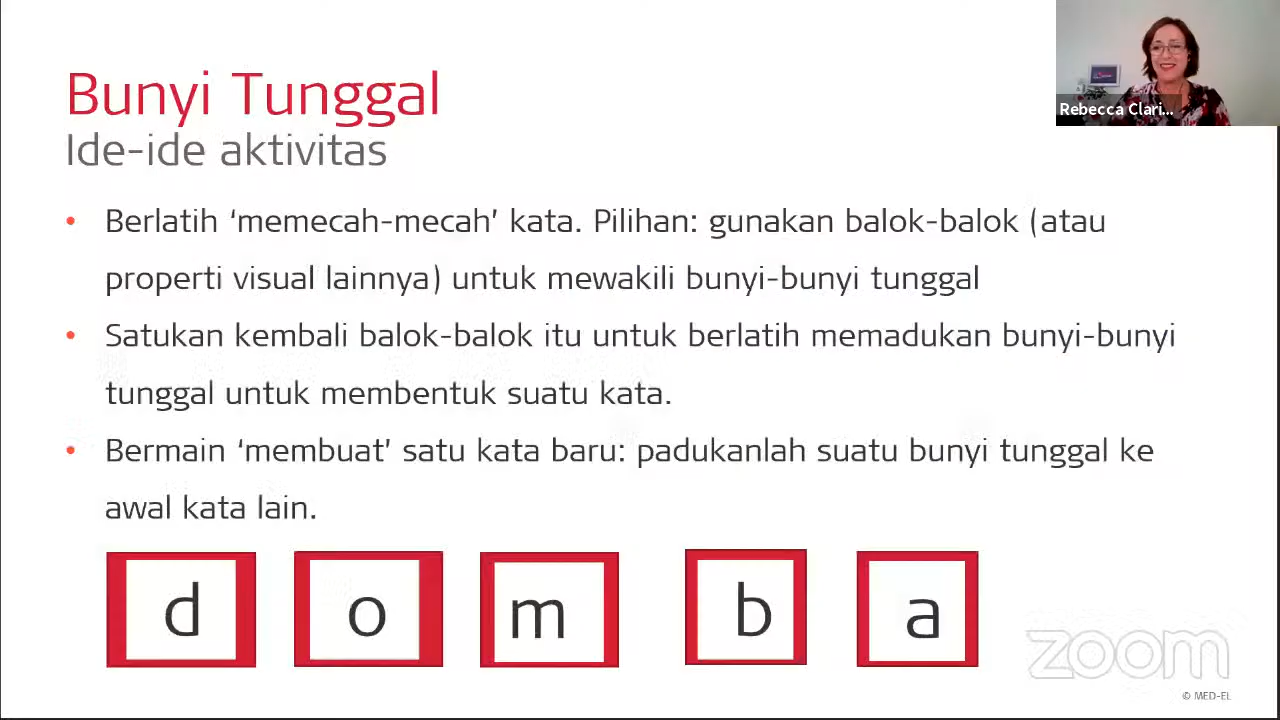 Bunyi Tunggal
Ide-ide aktivitas
Rebecca Clari...
• Berlatih ‘memecah-mecah’ kata. Pilihan: gunakan balok-balok (atau
properti visual lainnya) untuk mewakili bunyi-bunyi tunggal
• Satukan kembali balok-balok itu untuk berlatih memadukan bunyi-bunyi
tunggal untuk membentuk suatu kata.
• Bermain ‘membuat’ satu kata baru: padukanlah suatu bunyi tunggal ke
awal kata lain.
d o m b a
zoom
© MED-EL